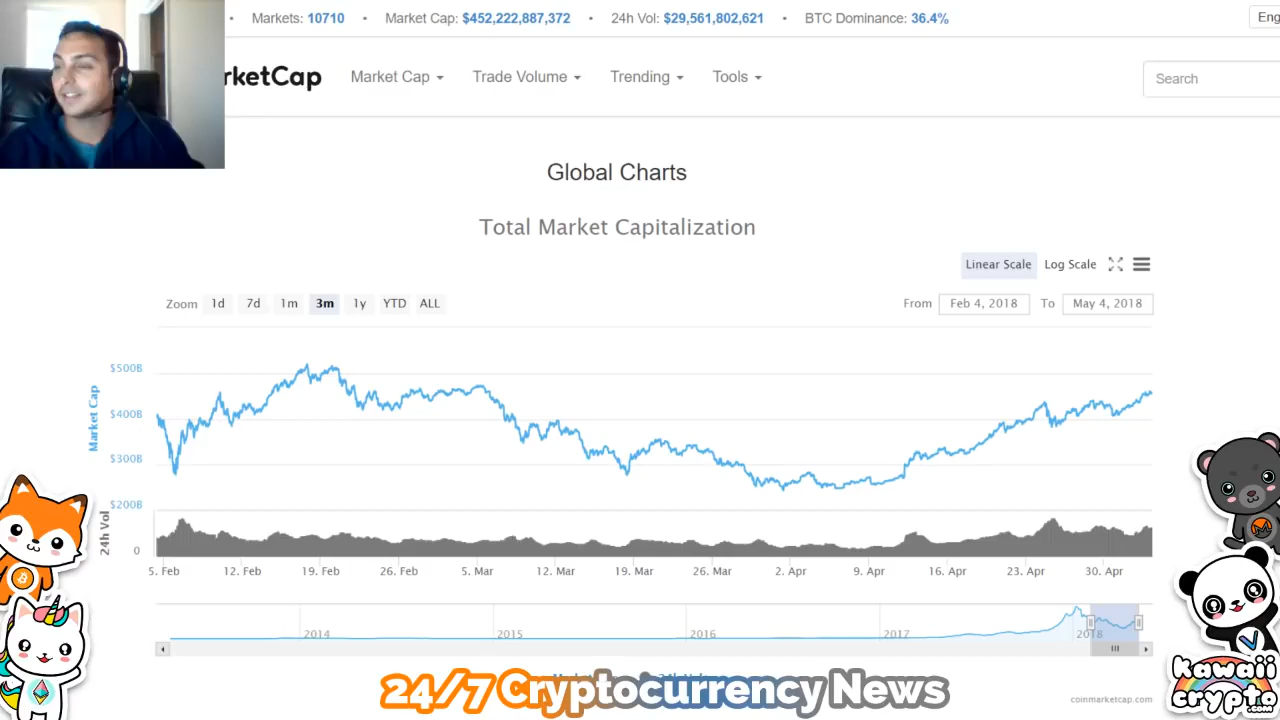 • Markets: 10710 • Market Cap: $452,222,887,372 • 24h Vol: $29,561,802,621 • BTC Dominance: 36.4%
Eng
rketCap Market Cap Trade Volume Trending Tools
Search
Global Charts
Total Market Capitalization
Linear Scale Log Scale
Zoom 1d 7d 1m 3m 1y YTD ALL
From Feb 4, 2018 To May 4, 2018
Market Cap
$500B
$400B
$300B
$200B
24h Vol
0
5. Feb 12. Feb 19. Feb 26. Feb 5. Mar 12. Mar 19. Mar 26. Mar 2. Apr 9. Apr 16. Apr 23. Apr 30. Apr
2014 2015 2016 2017 2018
24/7 Cryptocurrency News
coinmarketcap.com
kawaii
crypto
.com